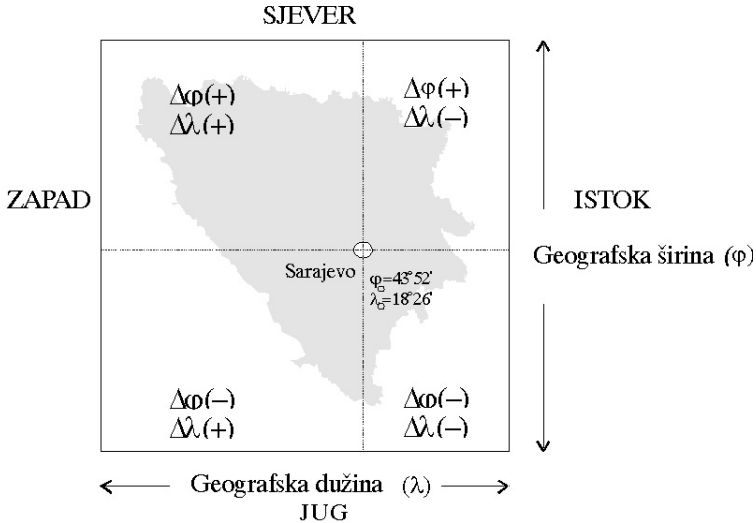 SJEVER
Δφ(+)
Δλ(+)
Δφ(+)
Δλ(−)
ZAPAD
ISTOK
Geografska širina (φ)
Sarajevo
φ₀=43°52'
λ₀=18°26'
Δφ(−)
Δλ(+)
Δφ(−)
Δλ(−)
Geografska dužina (λ)
JUG